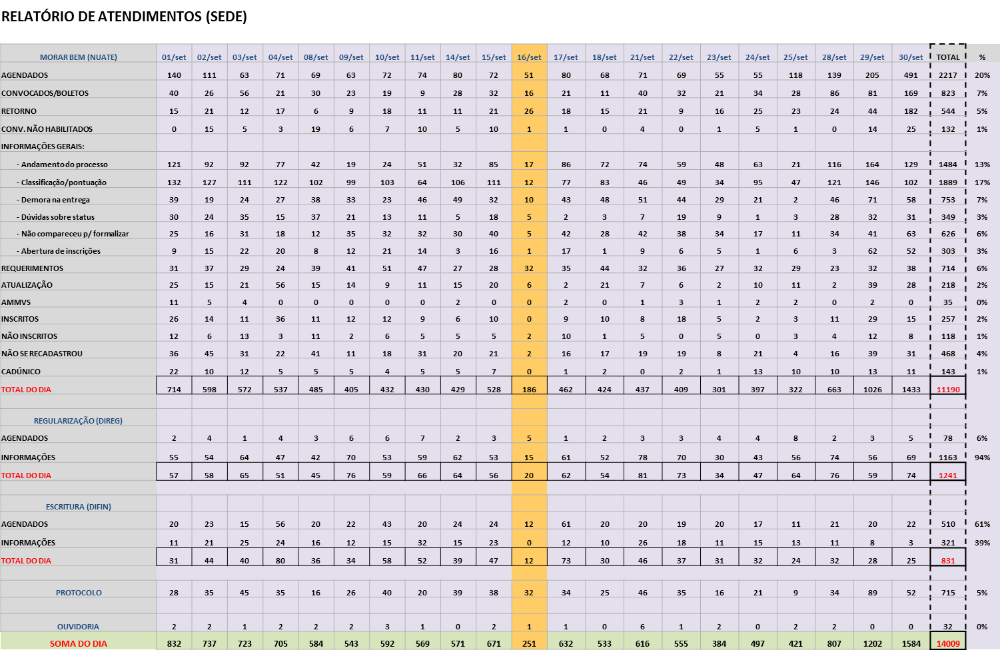 RELATÓRIO DE ATENDIMENTOS (SEDE)
MORAR BEM (NUATE) 01/set 02/set 03/set 04/set 08/set 09/set 10/set 11/set 14/set 15/set 16/set 17/set 18/set 21/set 22/set 23/set 24/set 25/set 28/set 29/set 30/set TOTAL %
AGENDADOS 140 111 63 71 69 63 72 74 80 72 51 80 68 71 69 55 55 118 139 205 491 2217 20%
CONVOCADOS/BOLETOS 40 26 56 21 30 23 19 9 28 32 16 21 11 40 32 21 34 28 86 81 169 823 7%
RETORNO 15 21 12 17 6 9 18 11 11 21 26 18 15 21 9 16 25 23 24 44 182 544 5%
CONV. NÃO HABILITADOS 0 15 5 3 19 6 7 10 5 10 1 1 0 4 0 1 5 1 0 14 25 132 1%
INFORMAÇÕES GERAIS:
- Andamento do processo 121 92 92 77 42 19 24 51 32 85 17 86 72 74 59 48 63 21 116 164 129 1484 13%
- Classificação/pontuação 132 127 111 122 102 99 103 64 106 111 12 77 83 46 49 34 95 47 121 146 102 1889 17%
- Demora na entrega 39 19 24 27 38 33 23 46 49 32 10 43 48 51 44 29 21 2 46 71 58 753 7%
- Dúvidas sobre status 30 24 35 15 37 21 13 11 5 18 5 2 3 7 19 9 1 3 28 32 31 349 3%
- Não compareceu p/ formalizar 25 16 31 18 12 35 32 32 30 40 5 42 28 42 38 34 17 11 34 41 63 626 6%
- Abertura de inscrições 9 15 22 20 8 12 21 14 3 16 1 17 1 9 6 5 1 6 3 62 52 303 3%
REQUERIMENTOS 31 37 29 24 39 41 51 47 27 28 32 35 44 32 36 27 32 29 23 32 38 714 6%
ATUALIZAÇÃO 25 15 21 56 15 14 9 11 15 20 6 2 21 7 6 2 10 11 2 39 28 218 2%
AMMVS 11 5 4 0 0 0 0 0 2 0 0 2 0 1 3 1 2 2 0 2 0 35 0%
INSCRITOS 26 14 11 36 11 12 12 9 6 10 0 9 10 8 18 5 2 3 11 29 15 257 2%
NÃO INSCRITOS 12 6 13 3 11 2 6 5 5 5 2 10 1 5 0 5 0 3 4 12 8 118 1%
NÃO SE RECADASTROU 36 45 31 22 41 11 18 31 20 21 2 16 17 19 19 8 21 4 16 39 31 468 4%
CADÚNICO 22 10 12 5 5 5 4 5 5 7 0 1 2 0 2 1 13 10 10 13 11 143 1%
TOTAL DO DIA 714 598 572 537 485 405 432 430 429 528 186 462 424 437 409 301 397 322 663 1026 1433 11190
REGULARIZAÇÃO (DIREG)
AGENDADOS 2 4 1 4 3 6 6 7 2 3 5 1 2 3 3 4 4 8 2 3 5 78 6%
INFORMAÇÕES 55 54 64 47 42 70 53 59 62 53 15 61 52 78 70 30 43 56 74 56 69 1163 94%
TOTAL DO DIA 57 58 65 51 45 76 59 66 64 56 20 62 54 81 73 34 47 64 76 59 74 1241
ESCRITURA (DIFIN)
AGENDADOS 20 23 15 56 20 22 43 20 24 24 12 61 20 20 19 20 17 11 21 20 22 510 61%
INFORMAÇÕES 11 21 25 24 16 12 15 32 15 23 0 12 10 26 18 11 15 13 11 8 3 321 39%
TOTAL DO DIA 31 44 40 80 36 34 58 52 39 47 12 73 30 46 37 31 32 24 32 28 25 831
PROTOCOLO 28 35 45 35 16 26 40 20 39 38 32 34 25 46 35 16 21 9 34 89 52 715 5%
OUVIDORIA 2 2 1 2 2 2 3 1 0 2 1 1 0 6 1 2 0 2 2 0 0 32 0%
SOMA DO DIA 832 737 723 705 584 543 592 569 571 671 251 632 533 616 555 384 497 421 807 1202 1584 14009